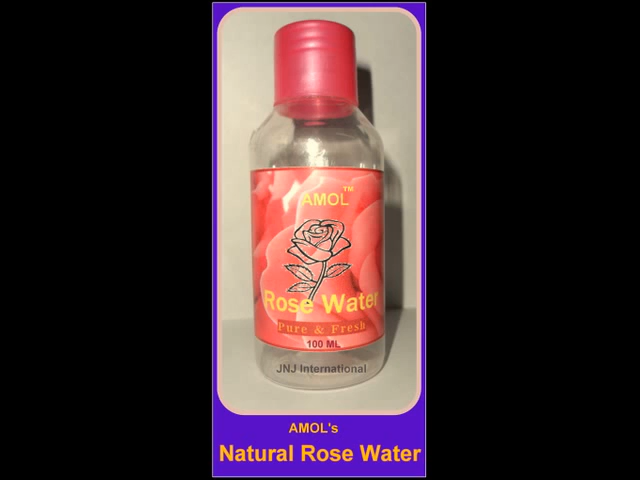 AMOL™
Rose Water
Pure & Fresh
100 ML
JNJ International
AMOL's
Natural Rose Water